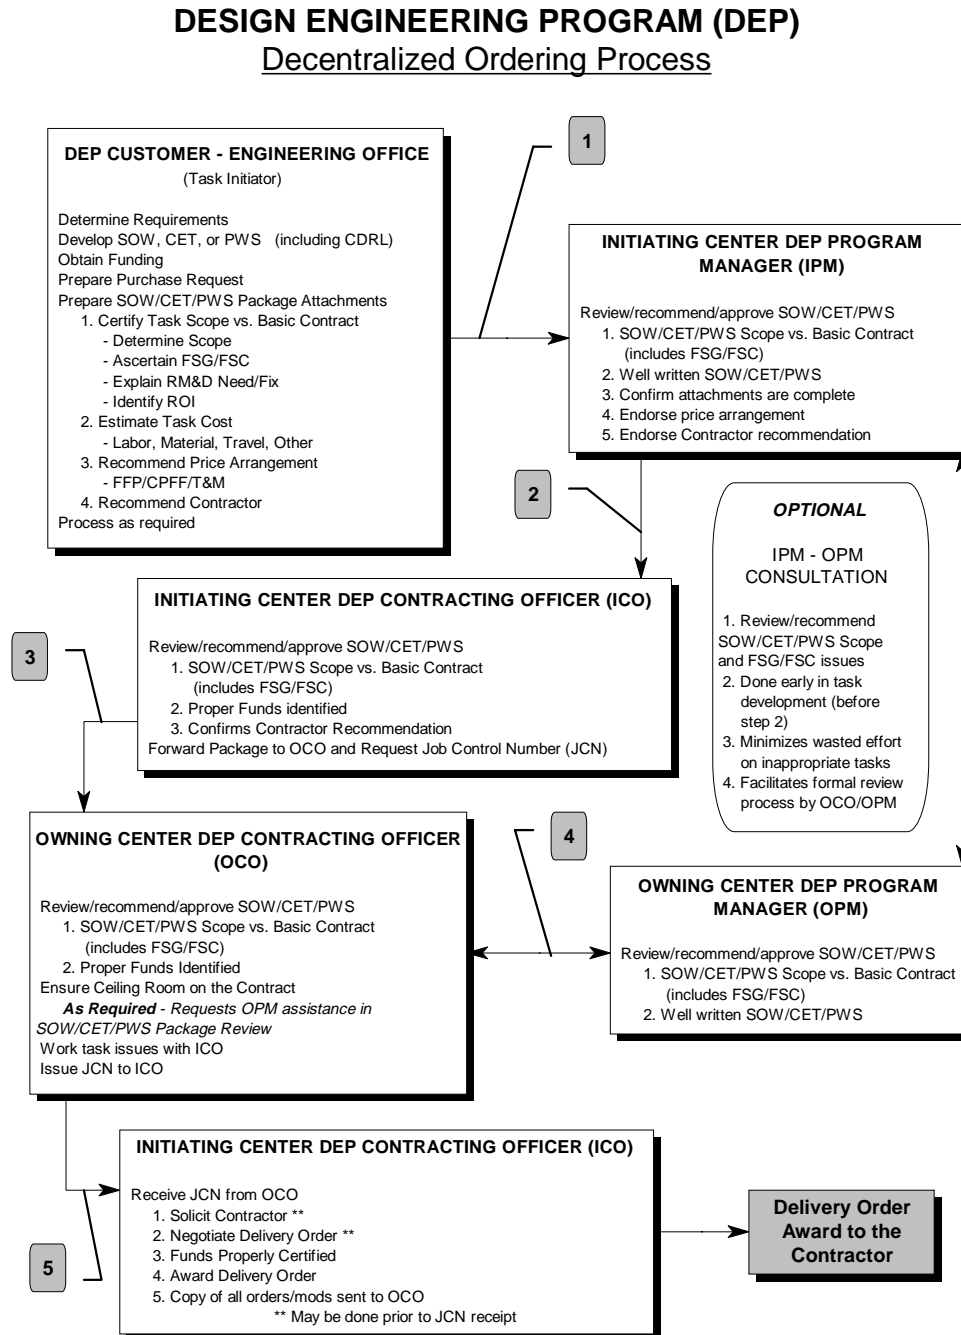 DESIGN ENGINEERING PROGRAM (DEP)
Decentralized Ordering Process
1
DEP CUSTOMER - ENGINEERING OFFICE
(Task Initiator)
Determine Requirements
Develop SOW, CET, or PWS (including CDRL)
Obtain Funding
Prepare Purchase Request
Prepare SOW/CET/PWS Package Attachments
1. Certify Task Scope vs. Basic Contract
- Determine Scope
- Ascertain FSG/FSC
- Explain RM&D Need/Fix
- Identify ROI
2. Estimate Task Cost
- Labor, Material, Travel, Other
3. Recommend Price Arrangement
- FFP/CPFF/T&M
4. Recommend Contractor
Process as required
INITIATING CENTER DEP PROGRAM
MANAGER (IPM)
Review/recommend/approve SOW/CET/PWS
1. SOW/CET/PWS Scope vs. Basic Contract
(includes FSG/FSC)
2. Well written SOW/CET/PWS
3. Confirm attachments are complete
4. Endorse price arrangement
5. Endorse Contractor recommendation
2
OPTIONAL
IPM - OPM
CONSULTATION
1. Review/recommend
SOW/CET/PWS Scope
and FSG/FSC issues
2. Done early in task
development (before
step 2)
3. Minimizes wasted effort
on inappropriate tasks
4. Facilitates formal review
process by OCO/OPM
INITIATING CENTER DEP CONTRACTING OFFICER (ICO)
Review/recommend/approve SOW/CET/PWS
1. SOW/CET/PWS Scope vs. Basic Contract
(includes FSG/FSC)
2. Proper Funds identified
3. Confirms Contractor Recommendation
Forward Package to OCO and Request Job Control Number (JCN)
3
OWNING CENTER DEP CONTRACTING OFFICER
(OCO)
Review/recommend/approve SOW/CET/PWS
1. SOW/CET/PWS Scope vs. Basic Contract
(includes FSG/FSC)
2. Proper Funds Identified
Ensure Ceiling Room on the Contract
As Required - Requests OPM assistance in
SOW/CET/PWS Package Review
Work task issues with ICO
Issue JCN to ICO
4
OWNING CENTER DEP PROGRAM
MANAGER (OPM)
Review/recommend/approve SOW/CET/PWS
1. SOW/CET/PWS Scope vs. Basic Contract
(includes FSG/FSC)
2. Well written SOW/CET/PWS
INITIATING CENTER DEP CONTRACTING OFFICER (ICO)
Receive JCN from OCO
1. Solicit Contractor **
2. Negotiate Delivery Order **
3. Funds Properly Certified
4. Award Delivery Order
5. Copy of all orders/mods sent to OCO
** May be done prior to JCN receipt
5
Delivery Order
Award to the
Contractor